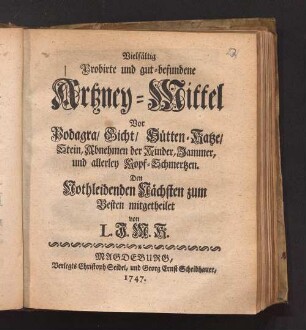 Vielfältig
Probirte und gut-befundene
Artzney-Mittel
Vor
Podagra/ Gicht/ Hütten-Katze/
Stein, Abnehmen der Kinder, Jammer,
und allerley Kopf-Schmertzen.
Den
Nothleidenden Nächsten zum
Besten mitgetheilet
von
L. J. M. K.
MAGDEBURG,
Verlegts Christoph Seidel, und Georg Ernst Scheidhauer,
1747.